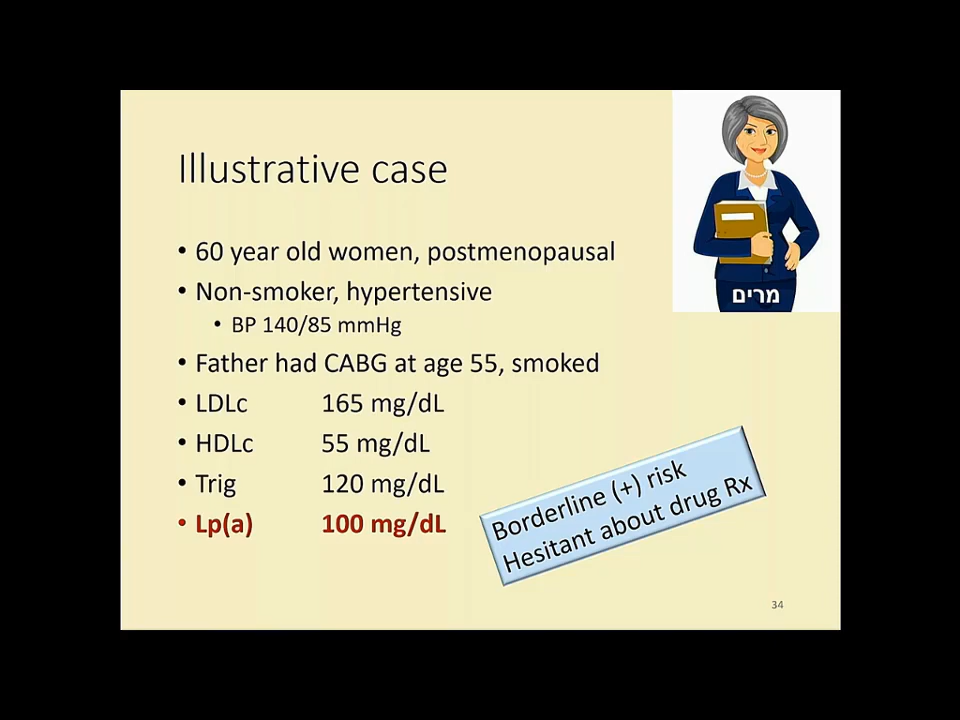 Illustrative case
• 60 year old women, postmenopausal
• Non-smoker, hypertensive
• BP 140/85 mmHg
• Father had CABG at age 55, smoked
• LDLc 165 mg/dL
• HDLc 55 mg/dL
• Trig 120 mg/dL
• Lp(a) 100 mg/dL
Borderline (+) risk
Hesitant about drug Rx
מרים
34